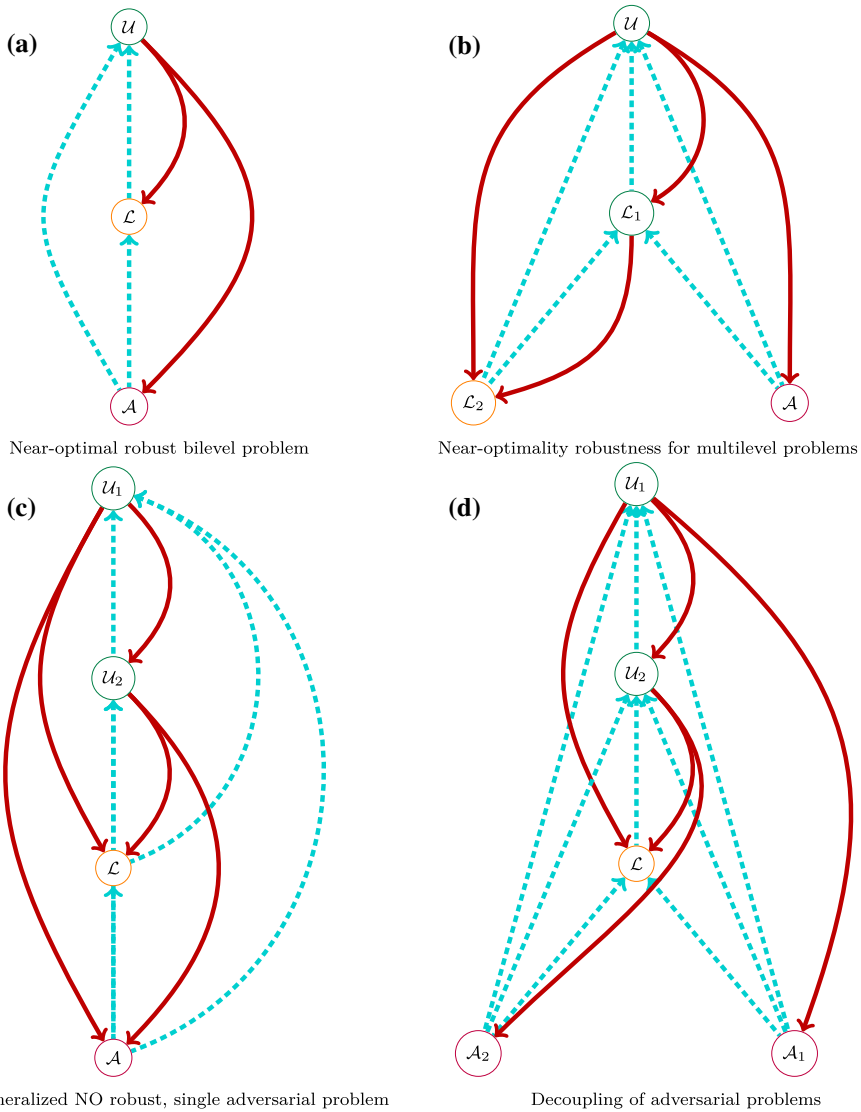 (a)
𝒰
ℒ
𝒜
Near-optimal robust bilevel problem
(b)
𝒰
ℒ₁
ℒ₂
𝒜
Near-optimality robustness for multilevel problems
(c)
𝒰₁
𝒰₂
ℒ
𝒜
NO robust, single adversarial problem
(d)
𝒰₁
𝒰₂
ℒ
𝒜₂
𝒜₁
Decoupling of adversarial problems